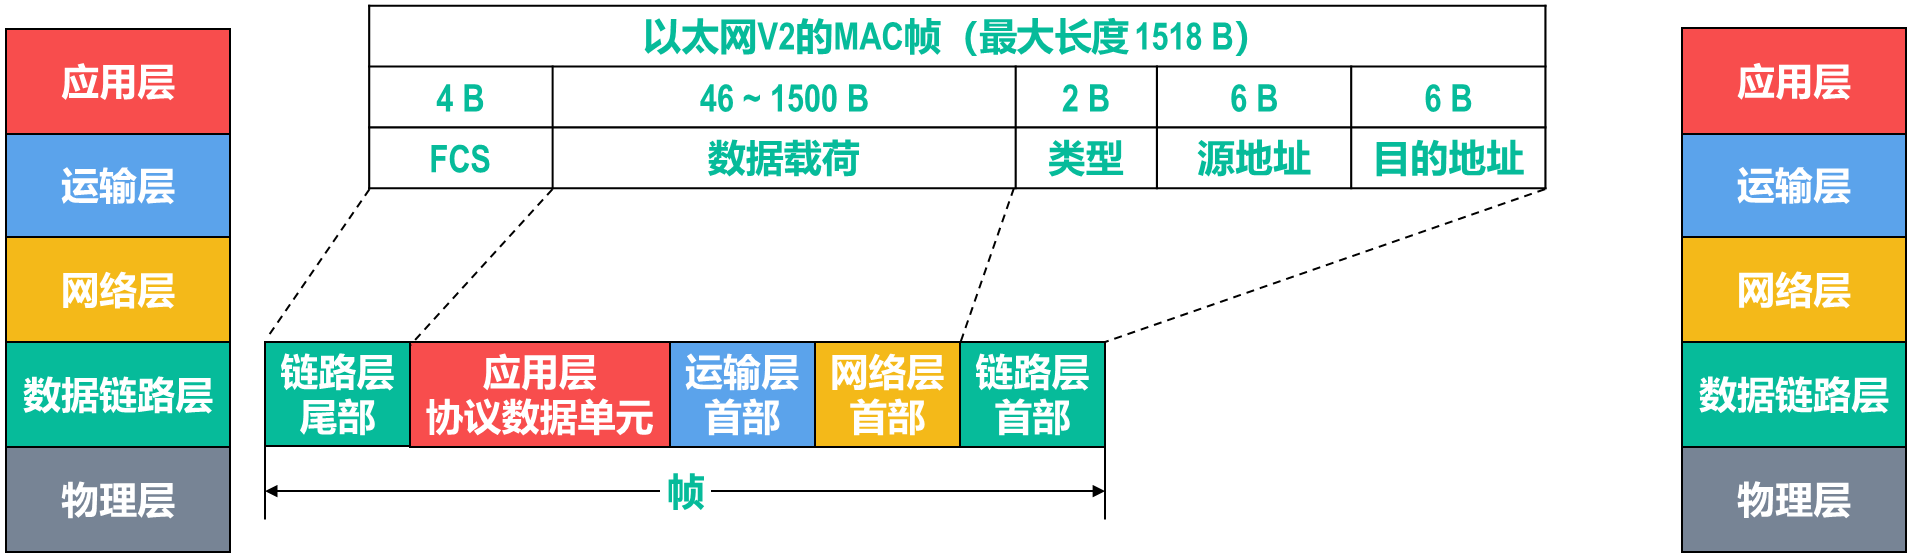 应用层
运输层
网络层
数据链路层
物理层
以太网V2的MAC帧（最大长度 1518 B）
4 B
46 ~ 1500 B
2 B
6 B
6 B
FCS
数据载荷
类型
源地址
目的地址
链路层
尾部
应用层
协议数据单元
运输层
首部
网络层
首部
链路层
首部
帧
应用层
运输层
网络层
数据链路层
物理层